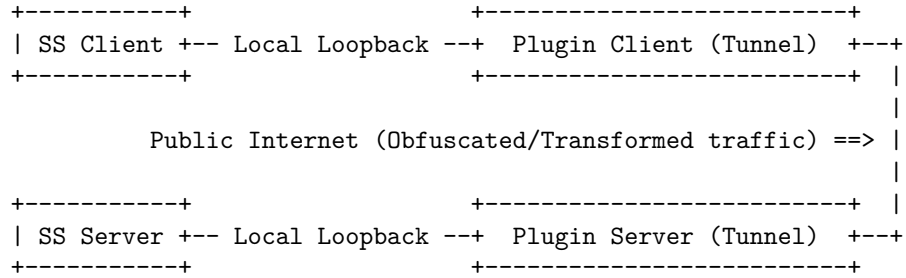 +-----------+                       +--------------------------+
| SS Client +-- Local Loopback --+  Plugin Client (Tunnel)  +--+
+-----------+                       +--------------------------+  |
|
Public Internet (Obfuscated/Transformed traffic) ==> |
|
+-----------+                       +--------------------------+  |
| SS Server +-- Local Loopback --+  Plugin Server (Tunnel)  +--+
+-----------+                       +--------------------------+